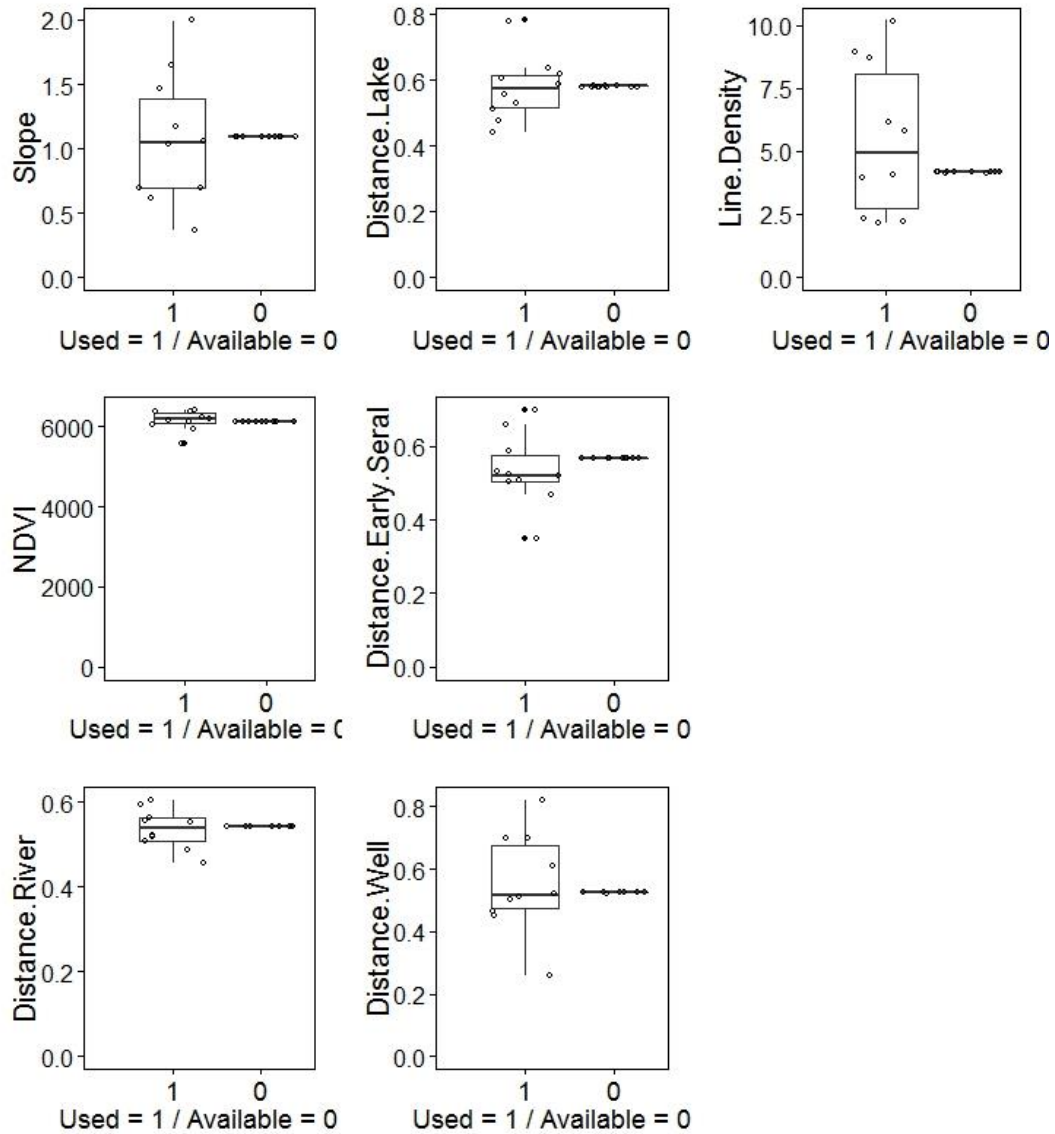 Slope
2.0
1.5
1.0
0.5
0.0
1 0
Used = 1 / Available = 0
Distance.Lake
0.8
0.6
0.4
0.2
0.0
1 0
Used = 1 / Available = 0
Line.Density
10.0
7.5
5.0
2.5
0.0
1 0
Used = 1 / Available = 0
NDVI
6000
4000
2000
0
1 0
Used = 1 / Available = 0
Distance.Early.Seral
0.6
0.4
0.2
0.0
1 0
Used = 1 / Available = 0
Distance.River
0.6
0.4
0.2
0.0
1 0
Used = 1 / Available = 0
Distance.Well
0.8
0.6
0.4
0.2
0.0
1 0
Used = 1 / Available = 0